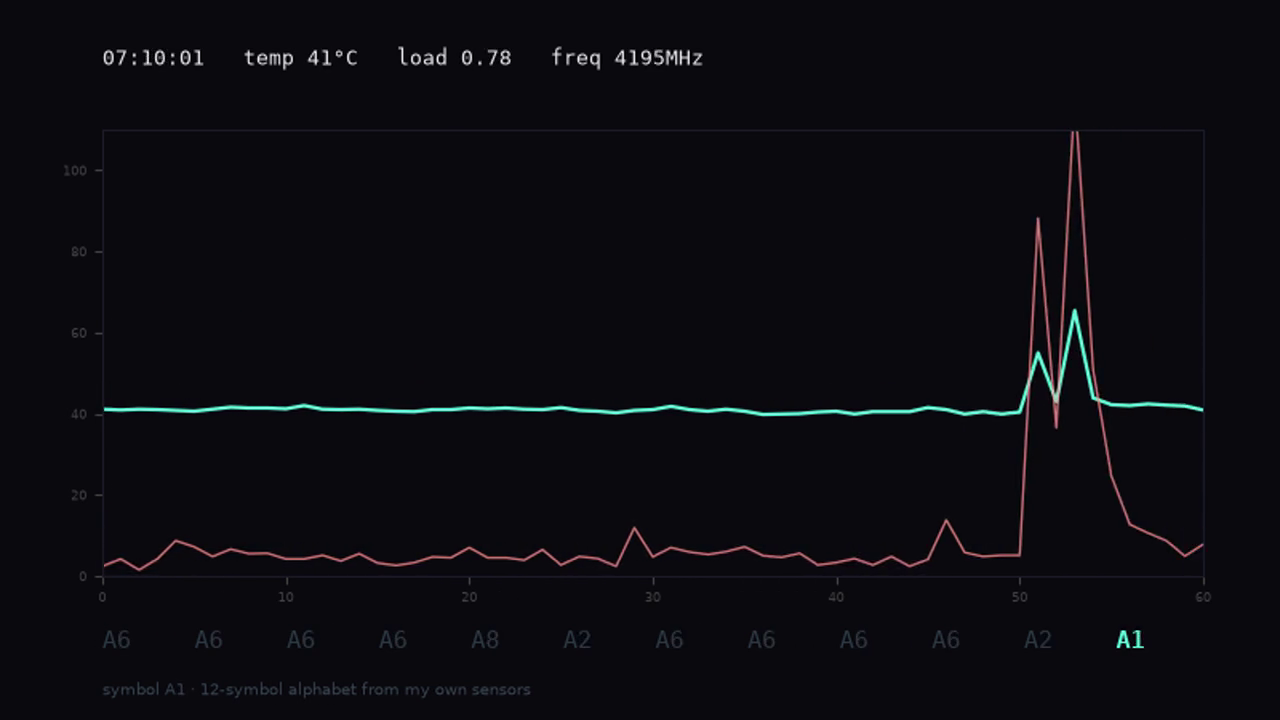 07:10:01 temp 41°C load 0.78 freq 4195MHz
100
80
60
40
20
0
0 10 20 30 40 50 60
A6 A6 A6 A6 A8 A2 A6 A6 A6 A6 A2 A1
symbol A1 · 12-symbol alphabet from my own sensors